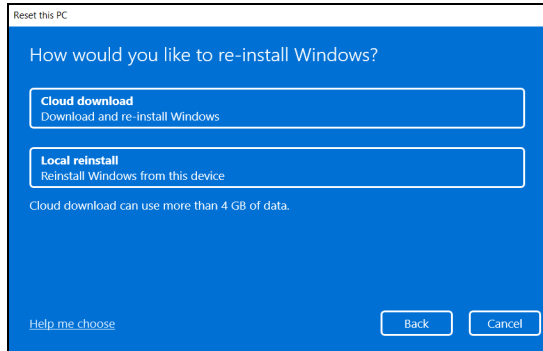 Reset this PC
How would you like to re-install Windows?
Cloud download
Download and re-install Windows
Local reinstall
Reinstall Windows from this device
Cloud download can use more than 4 GB of data.
Help me choose
Back
Cancel